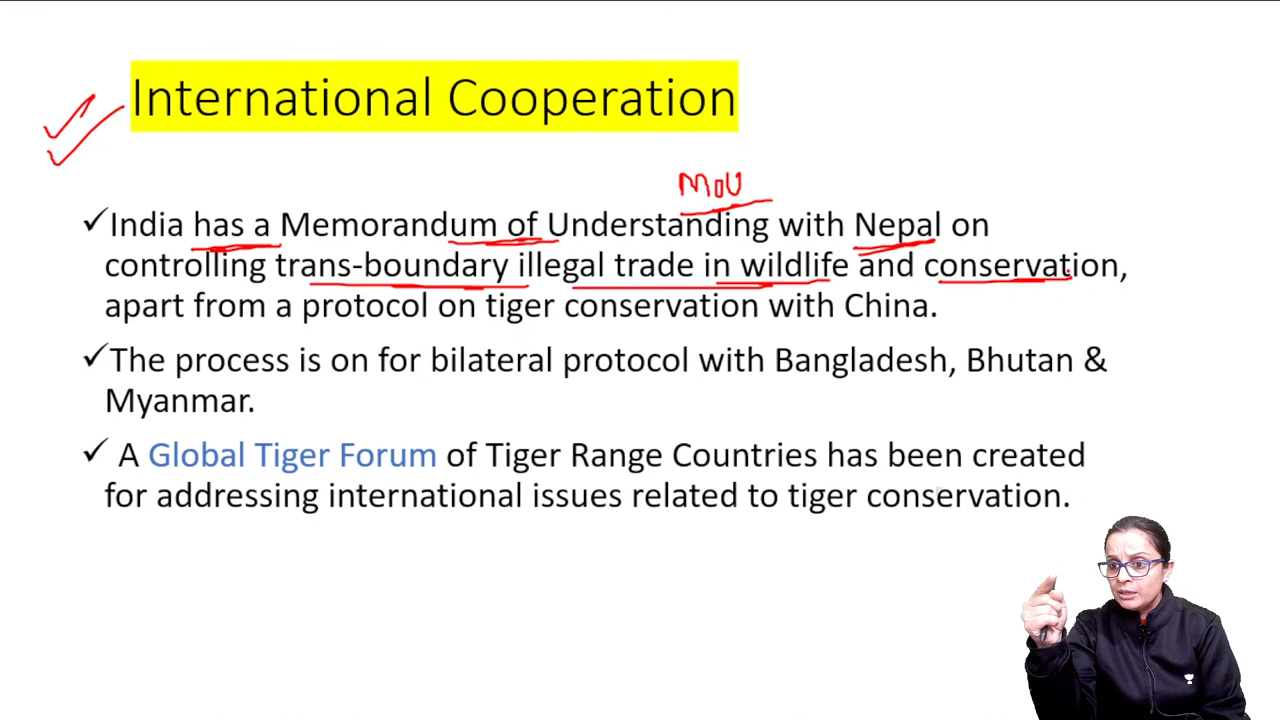 International Cooperation
MOU
✓India has a Memorandum of Understanding with Nepal on
controlling trans-boundary illegal trade in wildlife and conservation,
apart from a protocol on tiger conservation with China.
✓The process is on for bilateral protocol with Bangladesh, Bhutan &
Myanmar.
✓ A Global Tiger Forum of Tiger Range Countries has been created
for addressing international issues related to tiger conservation.